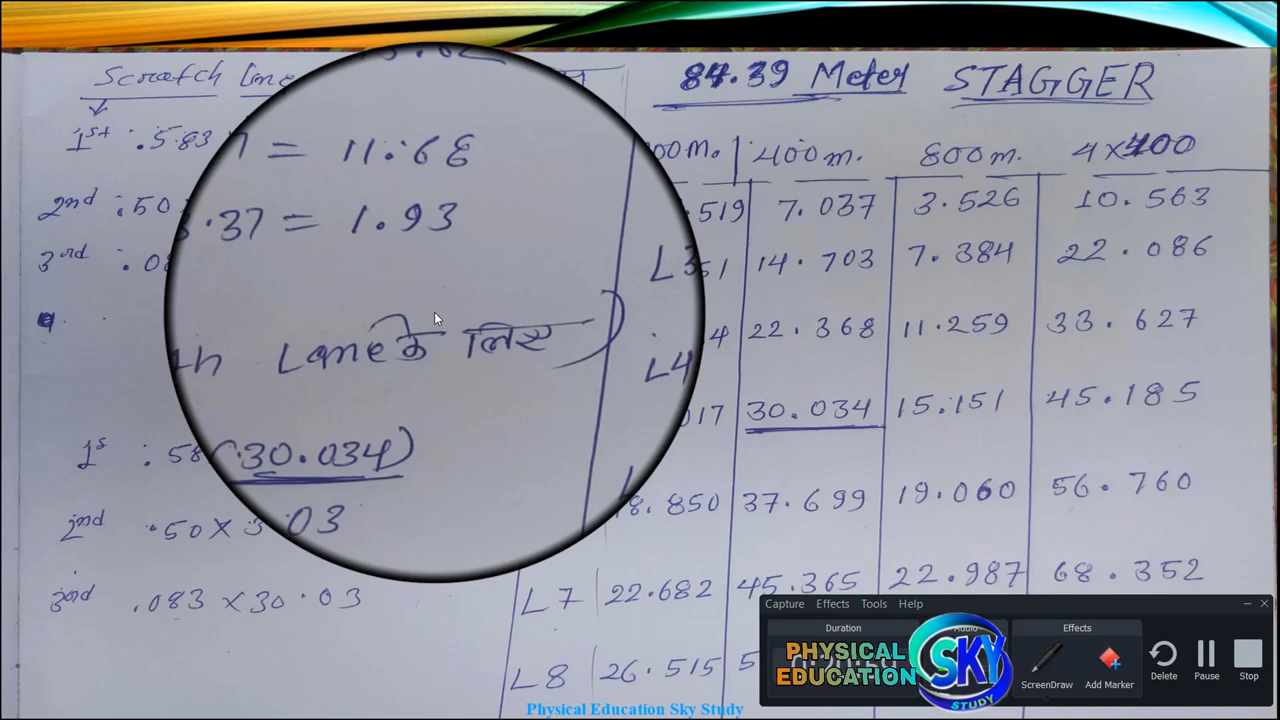 Scratch Line
84.39 Meter STAGGER
1st .5.83 = 11.68
400m. 800m. 4x400
2nd .50 .37 = 1.93
.519 7.037 3.526 10.563
3rd
L3 51 14.703 7.384 22.086
Lane के लिए)
4 22.368 11.259 33.627
L4
017 30.034 15.151 45.185
1s .58 (30.034)
8.850 37.699 19.060 56.760
2nd .50 x 3 03
3rd .083 x 30.03
L7 22.682 45.365 22.987 68.352
L8 26.515
Capture Effects Tools Help
Duration Audio Effects
PHYSICAL EDUCATION
SKY STUDY
ScreenDraw Add Marker Delete Pause Stop
Physical Education Sky Study